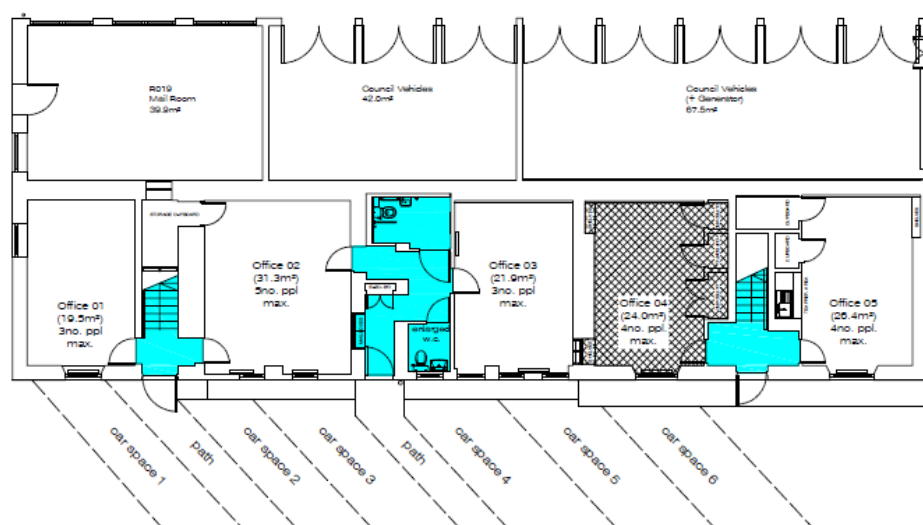 R019
Mail Room
39.9m²
Council Vehicles
42.0m²
Council Vehicles
(+ Generator)
67.5m²
STORAGE CUPBOARD
Office 01
(19.5m²)
3no. ppl
max.
Office 02
(31.3m²)
5no. ppl
max.
Office 03
(21.9m²)
3no. ppl
max.
enlarged
w.c.
Office 04
(24.0m²)
4no. ppl.
max.
CUPBOARD
CUPBOARD
Office 05
(26.4m²)
4no. ppl.
max.
car space 1
path
car space 2
car space 3
path
car space 4
car space 5
car space 6